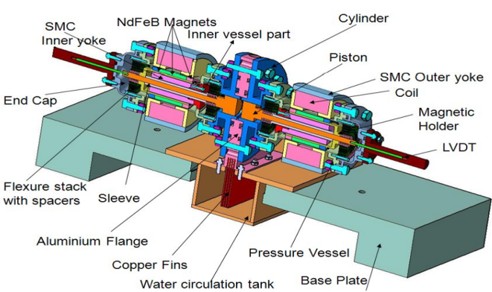 SMC
Inner yoke
NdFeB Magnets
Inner vessel part
Cylinder
Piston
SMC Outer yoke
Coil
Magnetic
Holder
LVDT
End Cap
Flexure stack
with spacers
Sleeve
Aluminium Flange
Copper Fins
Water circulation tank
Pressure Vessel
Base Plate